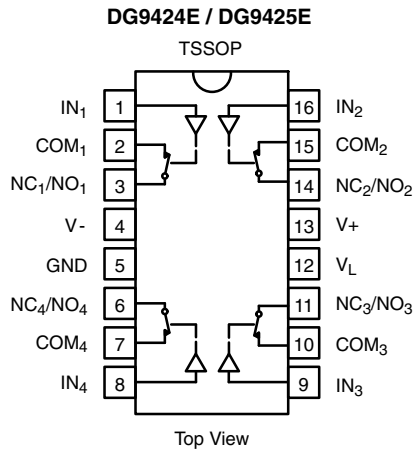 DG9424E / DG9425E
TSSOP
IN₁ 1 16 IN₂
COM₁ 2 15 COM₂
NC₁/NO₁ 3 14 NC₂/NO₂
V- 4 13 V+
GND 5 12 V_L
NC₄/NO₄ 6 11 NC₃/NO₃
COM₄ 7 10 COM₃
IN₄ 8 9 IN₃
Top View